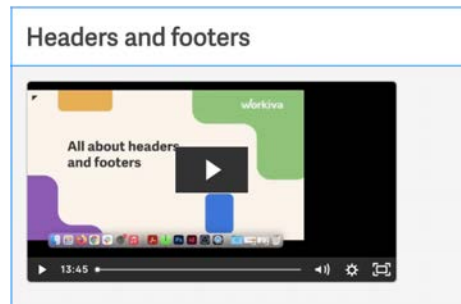 Headers and footers
workiva
All about headers
and footers
13:45